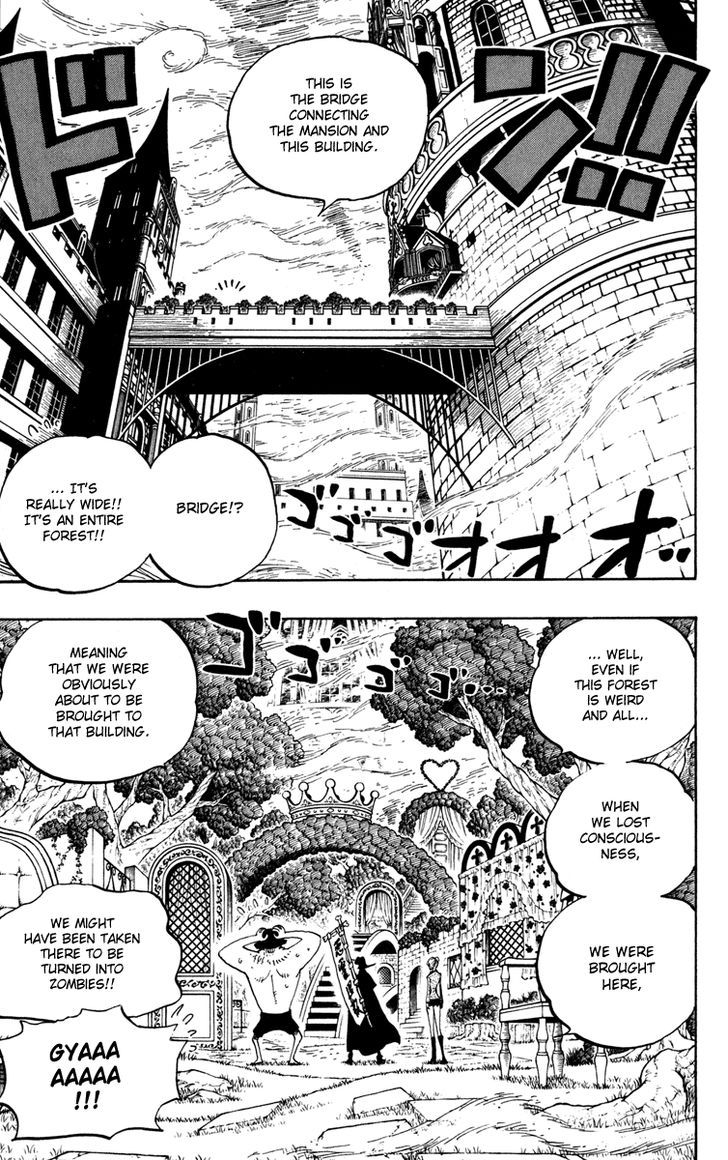 ドン!!
THIS IS
THE BRIDGE
CONNECTING
THE MANSION AND
THIS BUILDING.
BRIDGE!?
... IT'S
REALLY WIDE!!
IT'S AN ENTIRE
FOREST!!
ゴゴゴゴオオオ..
... WELL,
EVEN IF
THIS FOREST
IS WEIRD
AND ALL...
WHEN
WE LOST
CONSCIOUS-
NESS,
WE WERE
BROUGHT
HERE,
ゴゴゴゴ..
MEANING
THAT WE WERE
OBVIOUSLY
ABOUT TO BE
BROUGHT TO
THAT BUILDING.
WE MIGHT
HAVE BEEN TAKEN
THERE TO BE
TURNED INTO
ZOMBIES!!
GYAAA
AAAAA
!!!